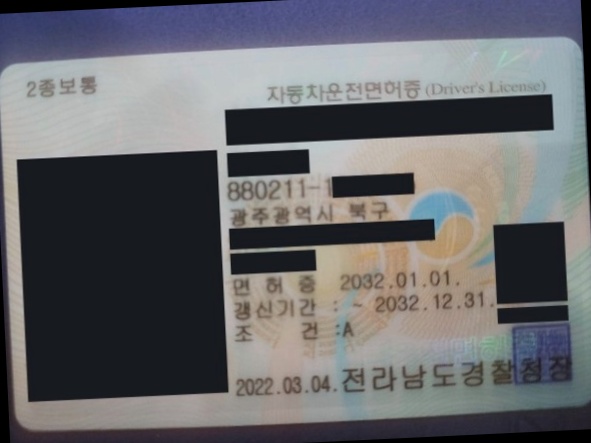 2종보통
자동차운전면허증 (Driver's License)
880211-1
광주광역시 북구
면 허 증 2032.01.01.
갱신기간 : ~ 2032.12.31.
조 건 :A
2022.03.04. 전라남도경찰청장